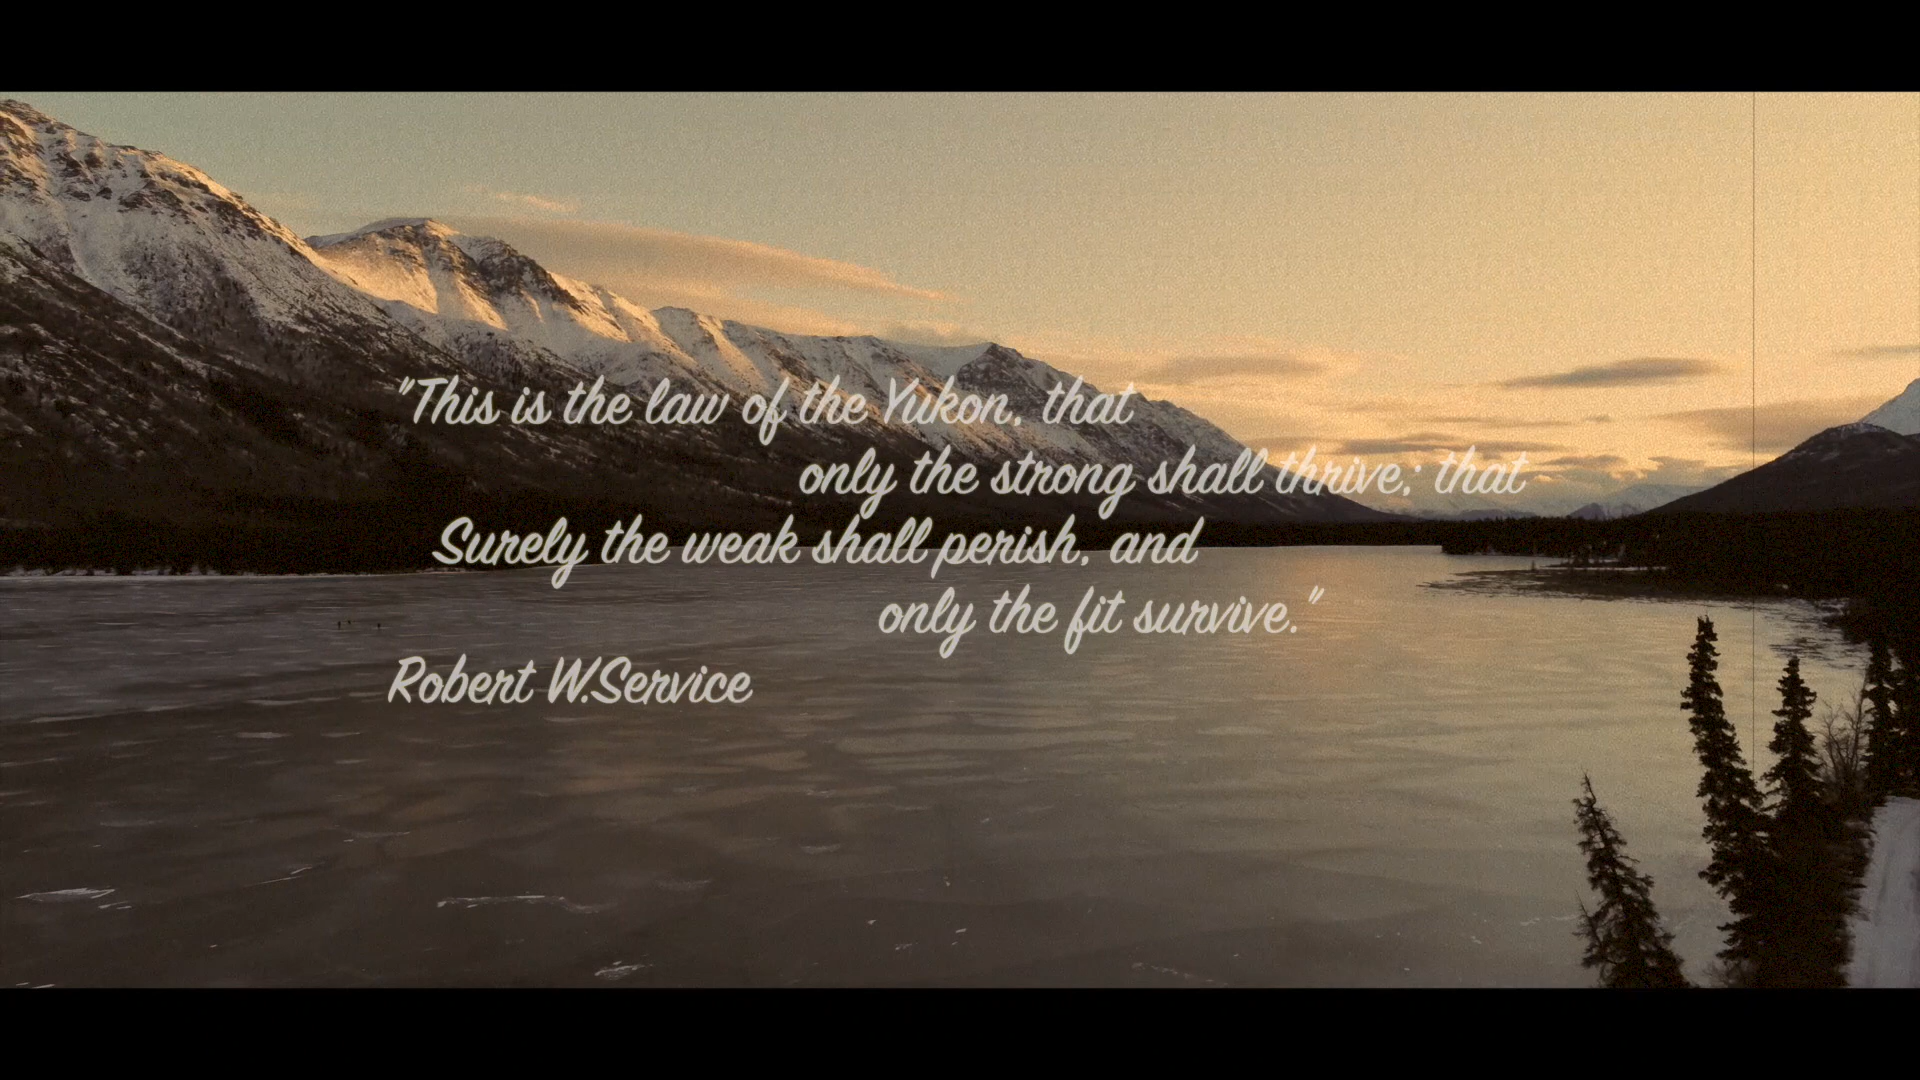 "This is the law of the Yukon, that
only the strong shall thrive; that
Surely the weak shall perish, and
only the fit survive."
Robert W.Service